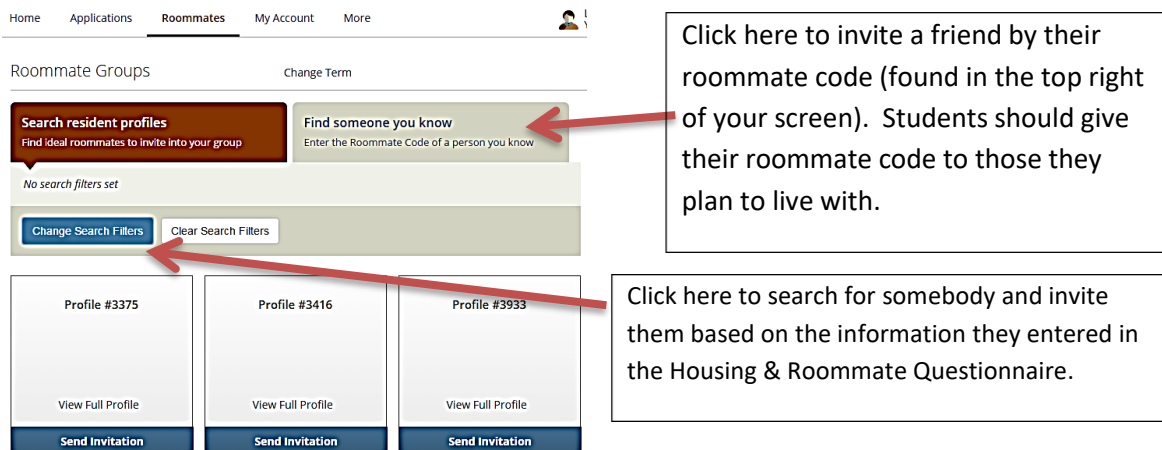 Home Applications Roommates My Account More
Roommate Groups Change Term
Search resident profiles
Find ideal roommates to invite into your group
Find someone you know
Enter the Roommate Code of a person you know
No search filters set
Change Search Filters Clear Search Filters
Profile #3375 Profile #3416 Profile #3933
View Full Profile View Full Profile View Full Profile
Send Invitation Send Invitation Send Invitation
Click here to invite a friend by their
roommate code (found in the top right
of your screen). Students should give
their roommate code to those they
plan to live with.
Click here to search for somebody and invite
them based on the information they entered in
the Housing & Roommate Questionnaire.